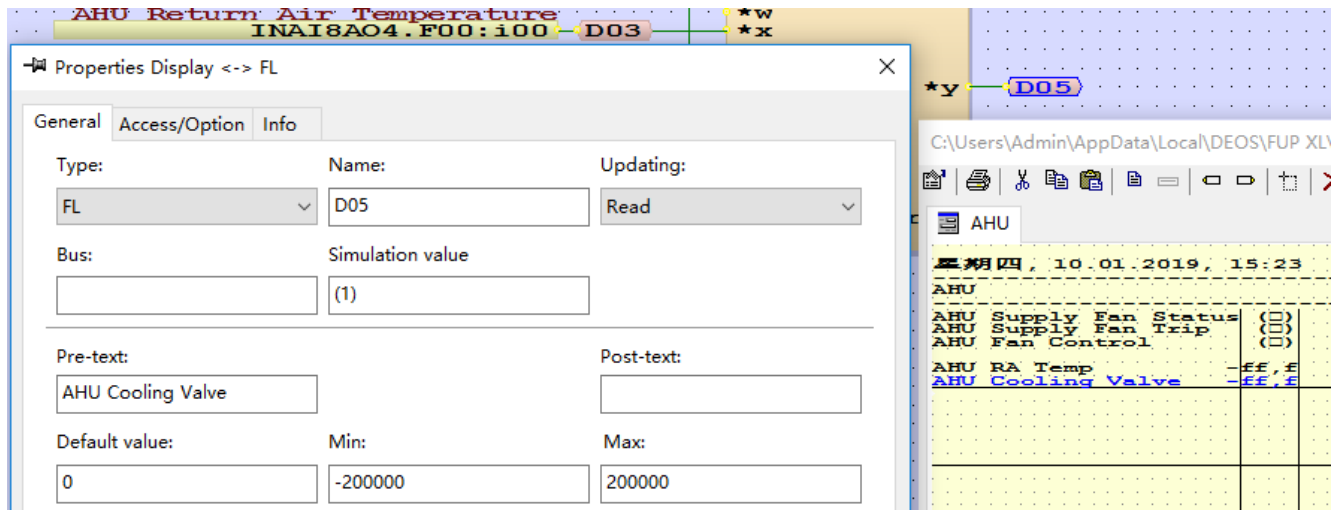 AHU Return Air Temperature
INAI8AO4.F00:i00
D03
*w
*x
*y
D05
Properties Display <-> FL
General
Access/Option
Info
Type:
Name:
Updating:
FL
D05
Read
Bus:
Simulation value
(1)
Pre-text:
Post-text:
AHU Cooling Valve
Default value:
Min:
Max:
0
-200000
200000
C:\Users\Admin\AppData\Local\DEOS\FUP XL\
AHU
星期四, 10.01.2019, 15:23
AHU
AHU Supply Fan Status (□)
AHU Supply Fan Trip (□)
AHU Fan Control (□)
AHU RA Temp -ff,f
AHU Cooling Valve -ff,f